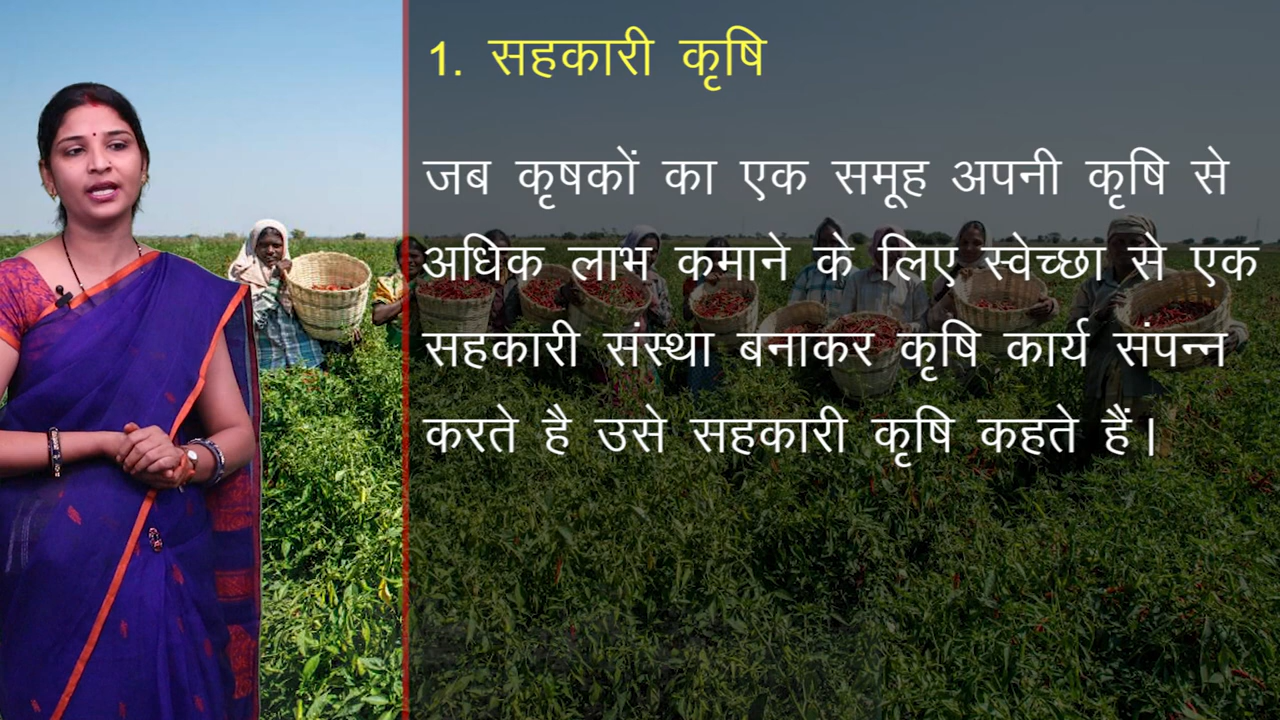 1. सहकारी कृषि
जब कृषकों का एक समूह अपनी कृषि से
अधिक लाभ कमाने के लिए स्वेच्छा से एक
सहकारी संस्था बनाकर कृषि कार्य संपन्न
करते है उसे सहकारी कृषि कहते हैं।